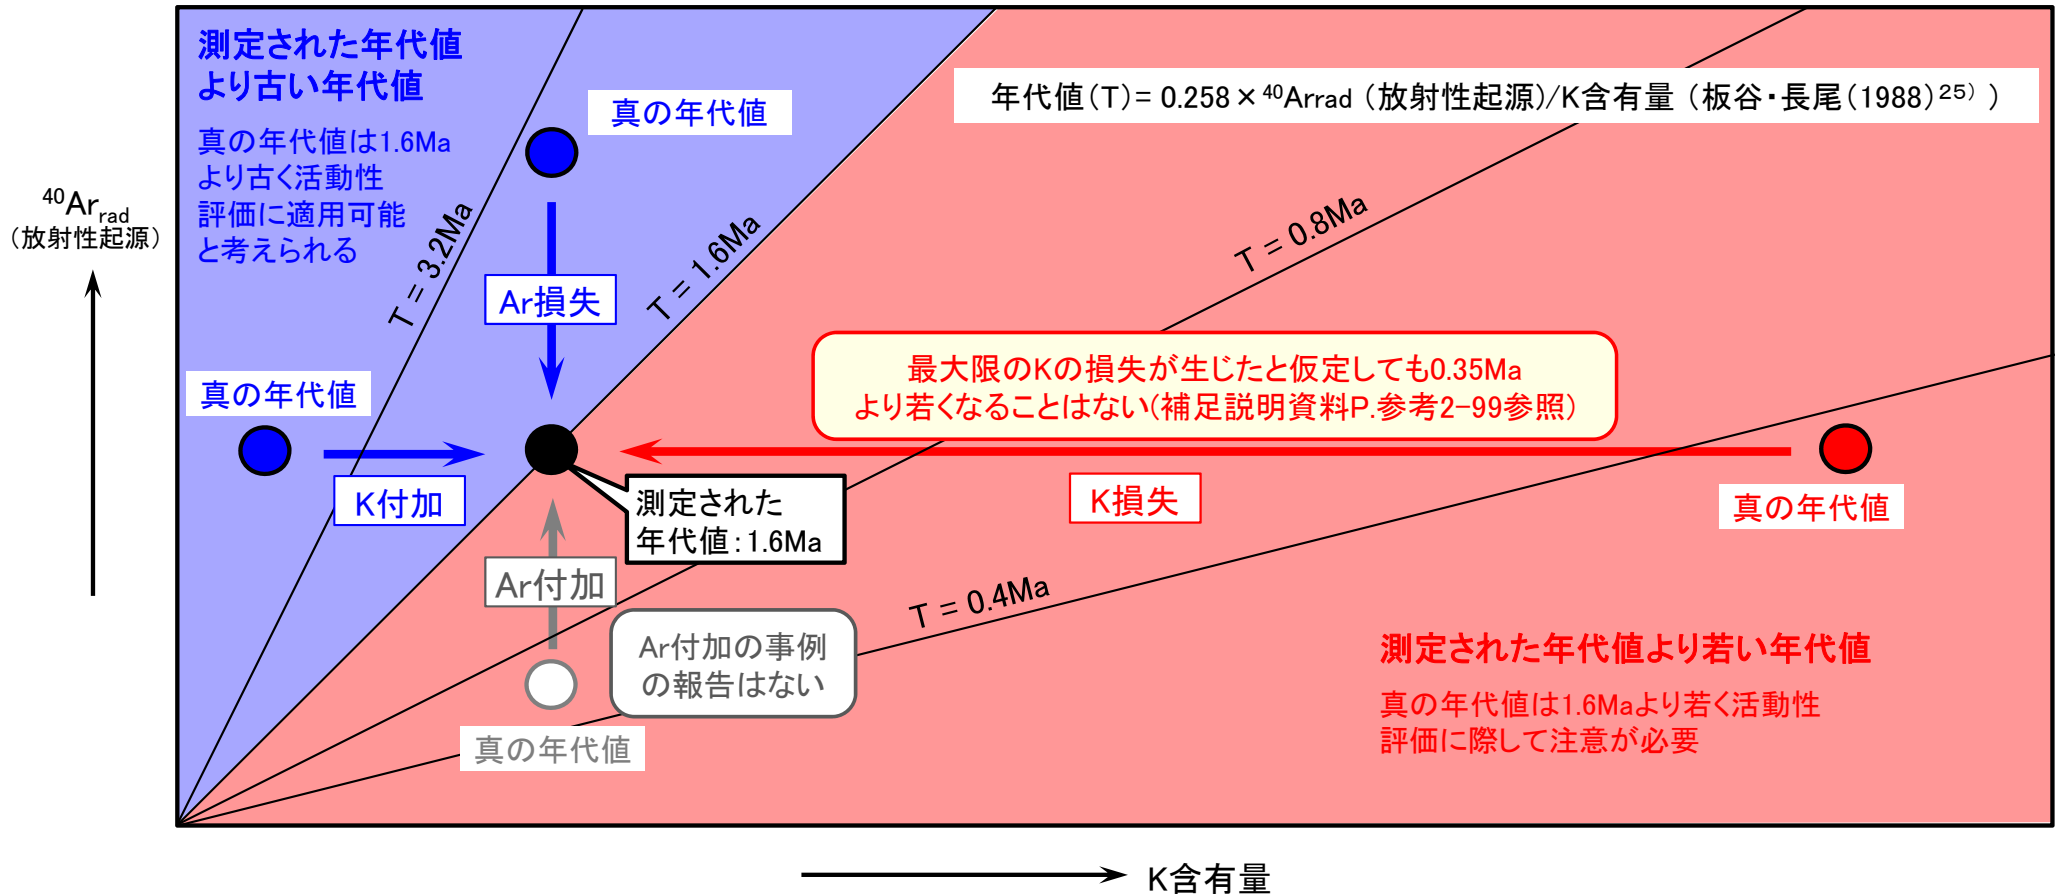 測定された年代値
より古い年代値
真の年代値は1.6Ma
より古く活動性
評価に適用可能
と考えられる
真の年代値
年代値(T)= 0.258×⁴⁰Arrad (放射性起源)/K含有量 (板谷・長尾(1988)²⁵⁾ )
⁴⁰Ar_rad
(放射性起源)
T = 3.2Ma
T = 1.6Ma
T = 0.8Ma
Ar損失
最大限のKの損失が生じたと仮定しても0.35Ma
より若くなることはない(補足説明資料P.参考2-99参照)
真の年代値
K付加
測定された
年代値:1.6Ma
K損失
真の年代値
Ar付加
T = 0.4Ma
Ar付加の事例
の報告はない
真の年代値
測定された年代値より若い年代値
真の年代値は1.6Maより若く活動性
評価に際して注意が必要
K含有量